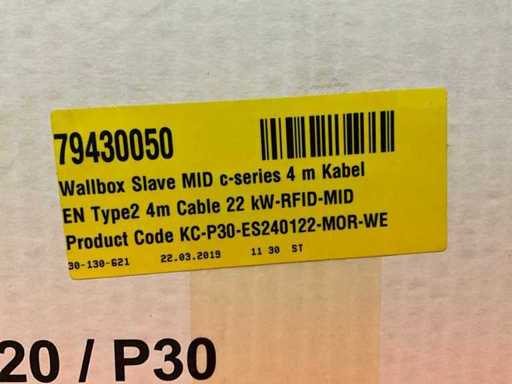 79430050
Wallbox Slave MID c-series 4 m Kabel
EN Type2 4m Cable 22 kW-RFID-MID
Product Code KC-P30-ES240122-MOR-WE
30-130-621 22.03.2019 11 30 ST
20 / P30